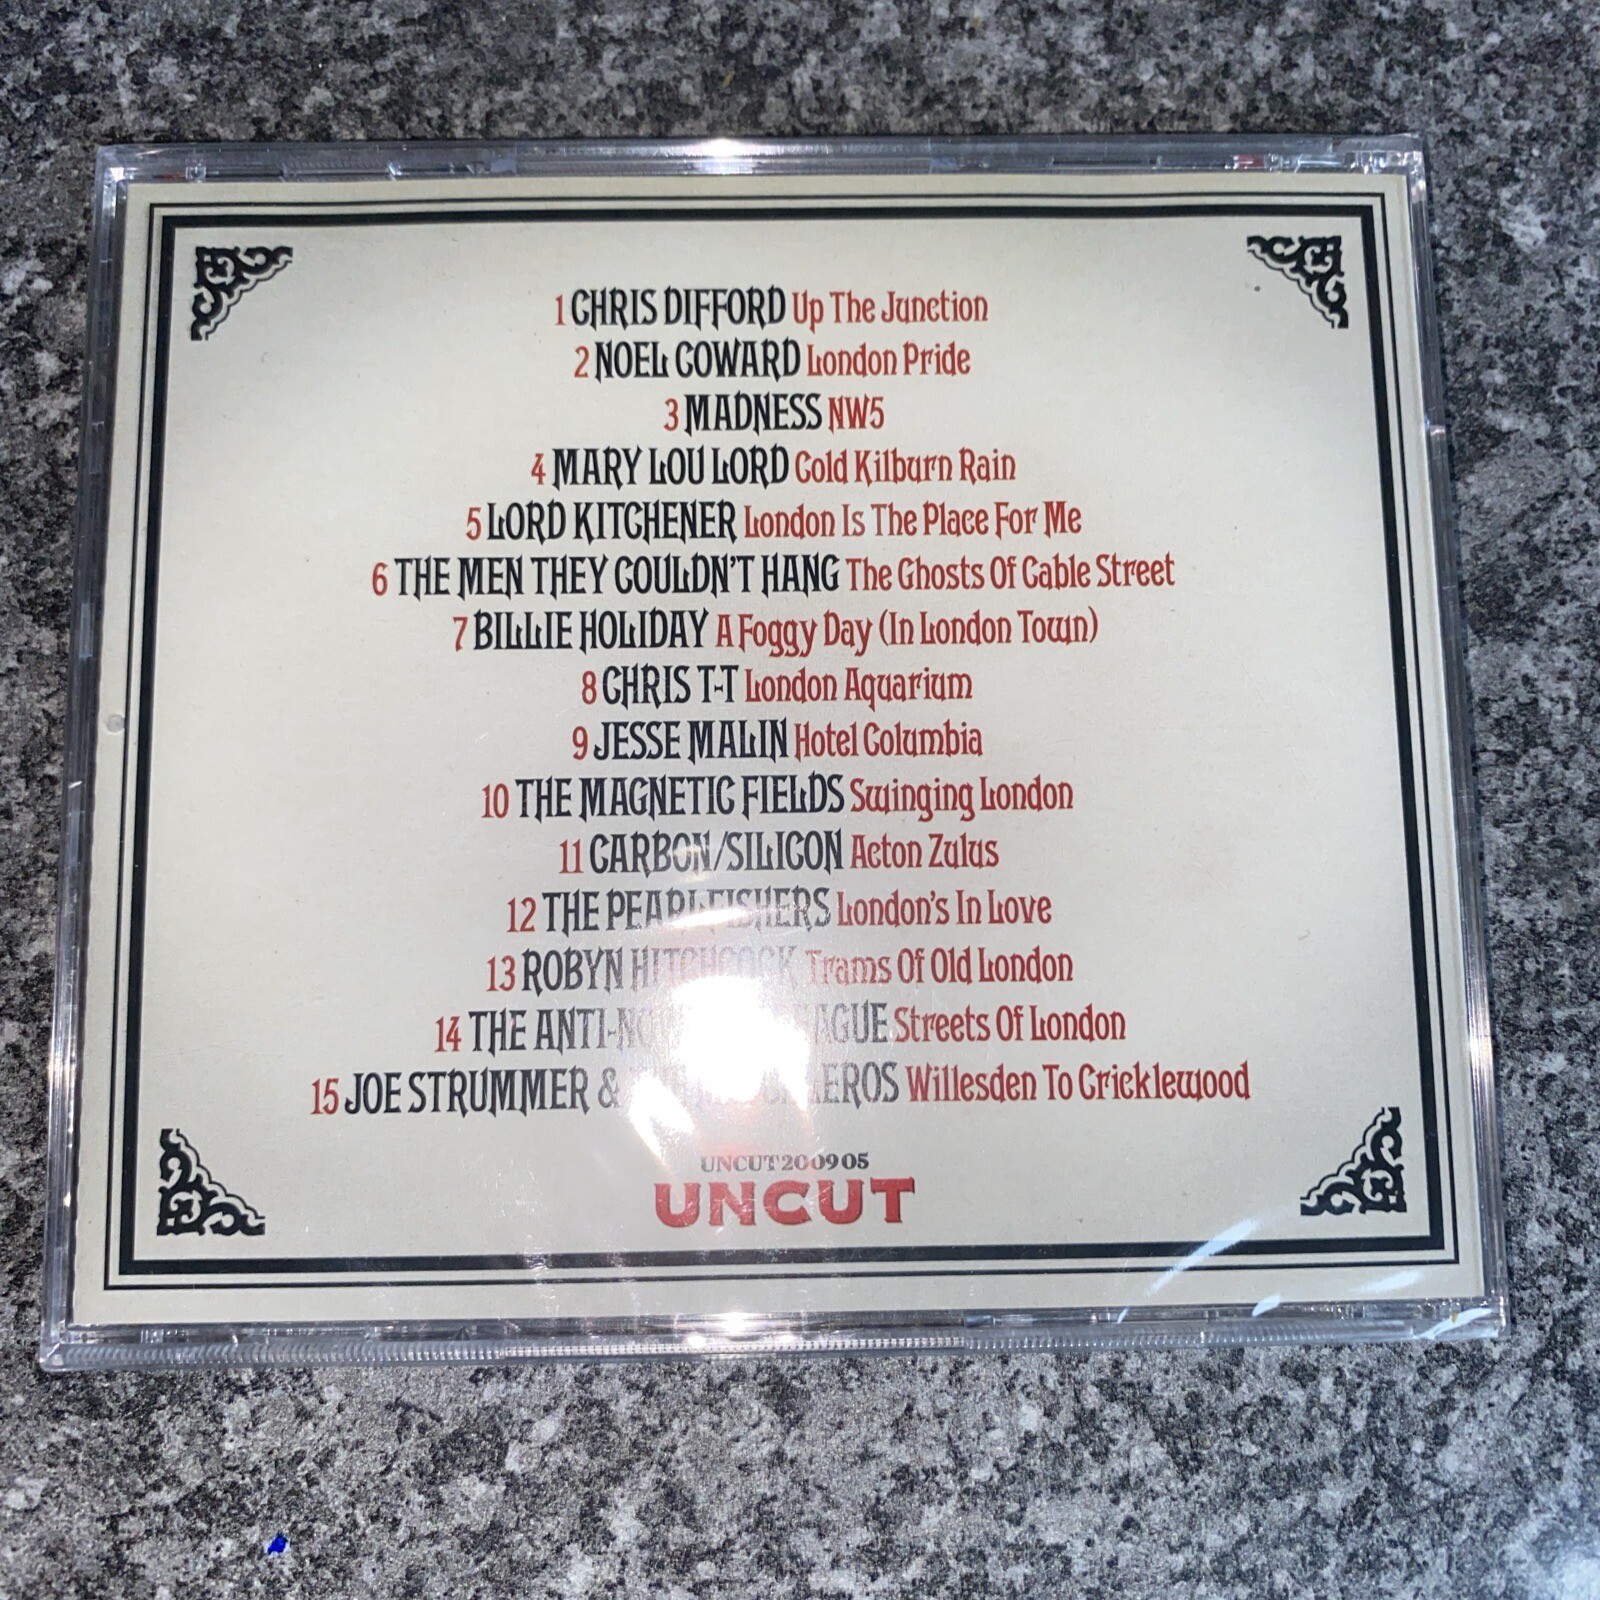 1 CHRIS DIFFORD Up The Junction
2 NOEL COWARD London Pride
3 MADNESS NW5
4 MARY LOU LORD Cold Kilburn Rain
5 LORD KITCHENER London Is The Place For Me
6 THE MEN THEY COULDN'T HANG The Ghosts Of Cable Street
7 BILLIE HOLIDAY A Foggy Day (In London Town)
8 CHRIS T-T London Aquarium
9 JESSE MALIN Hotel Columbia
10 THE MAGNETIC FIELDS Swinging London
11 CARBON/SILICON Acton Zulus
12 THE PEARLFISHERS London's In Love
13 ROBYN HITCHCOCK Trams Of Old London
14 THE Streets Of London
15 JOE STRUMMER & Willesden To Cricklewood
UNCUT200905
UNCUT